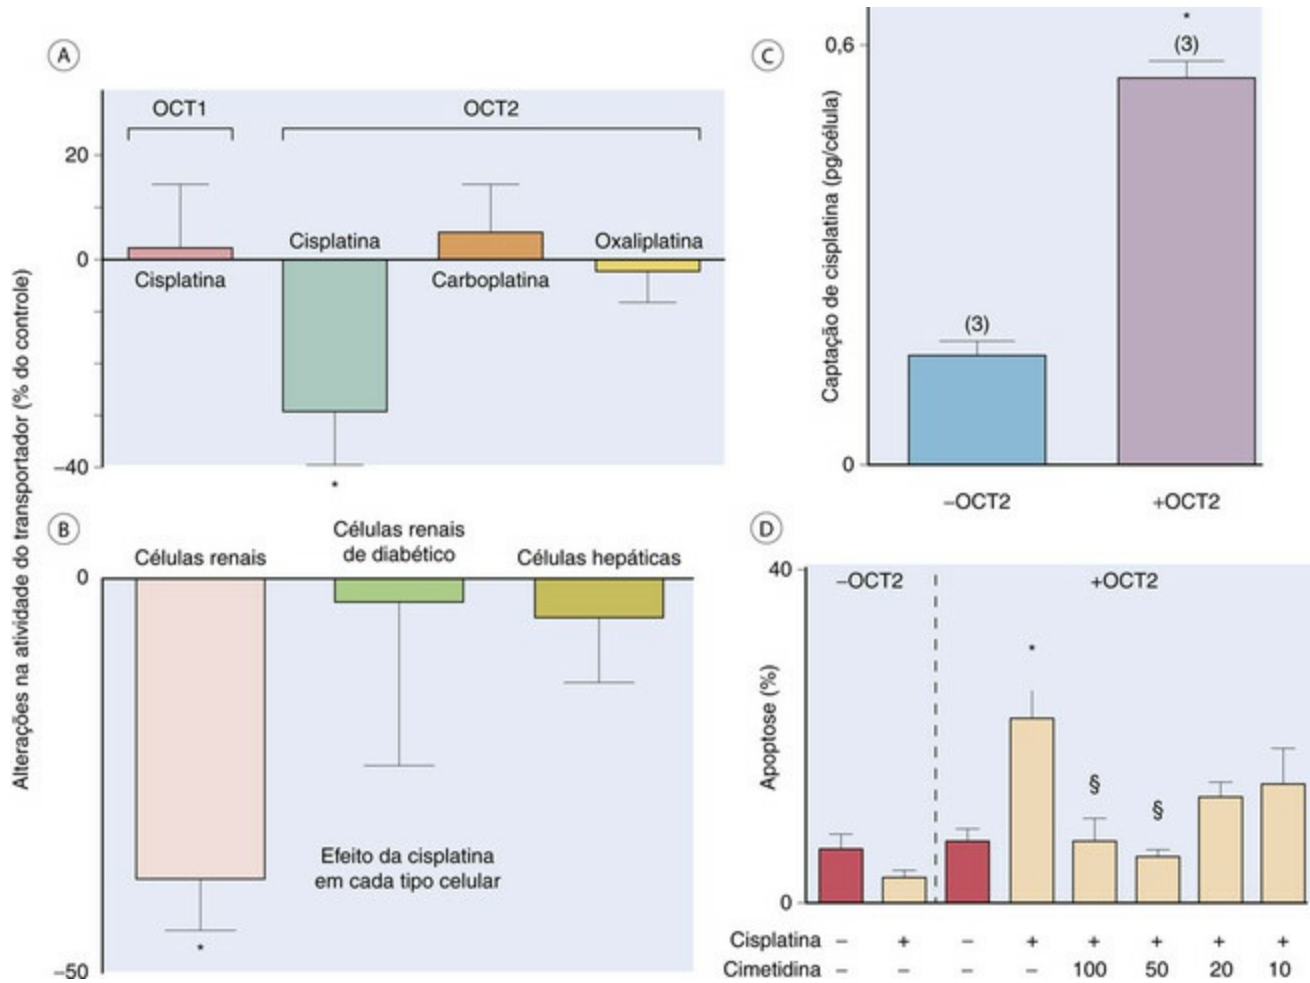 A
OCT1
OCT2
20
Cisplatina
Oxaliplatina
0
Cisplatina
Carboplatina
–40
*
Alterações na atividade do transportador (% do controle)
B
Células renais
Células renais
de diabético
Células hepáticas
0
Efeito da cisplatina
em cada tipo celular
*
–50
C
*
0,6
(3)
(3)
Captação de cisplatina (pg/célula)
0
–OCT2
+OCT2
D
40
–OCT2
+OCT2
*
§
§
Apoptose (%)
0
Cisplatina – + – + + + + +
Cimetidina – – – – 100 50 20 10